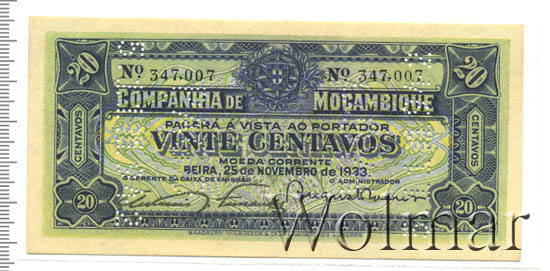 20 20
Nº 347,007 Nº 347,007
COMPANHIA DE MOÇAMBIQUE
PAGARÁ À VISTA AO PORTADOR
CENTAVOS VINTE CENTAVOS CENTAVOS
MOEDA CORRENTE
BEIRA, 25 de NOVEMBRO de 1933
O GERENTE DA CAIXA DE EMISSÃO O ADMINISTRADOR
20 20
Wolmar